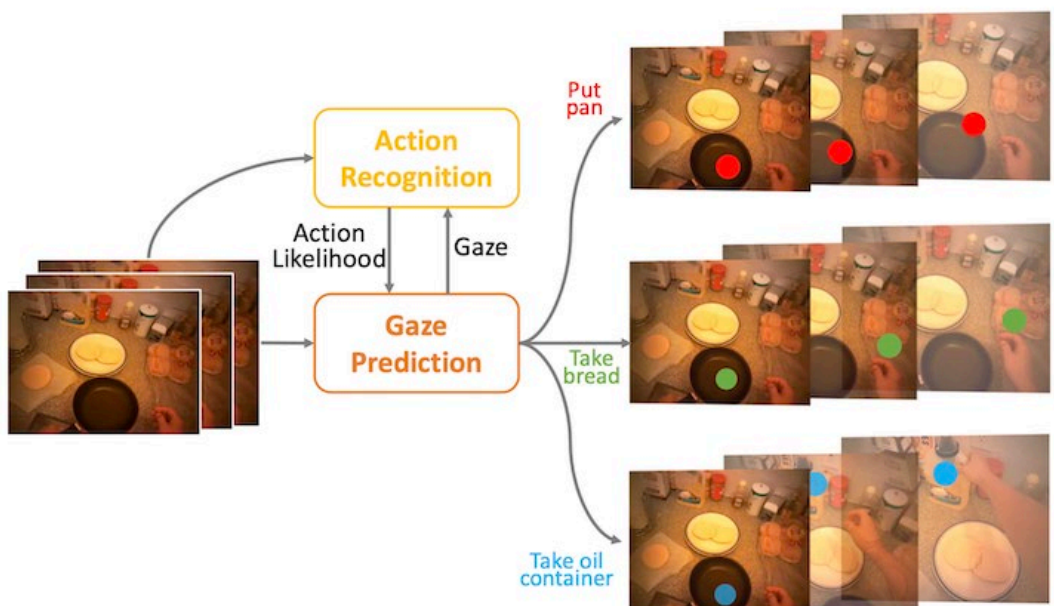 Action
Recognition
Action
Likelihood
Gaze
Gaze
Prediction
Put
pan
Take
bread
Take oil
container